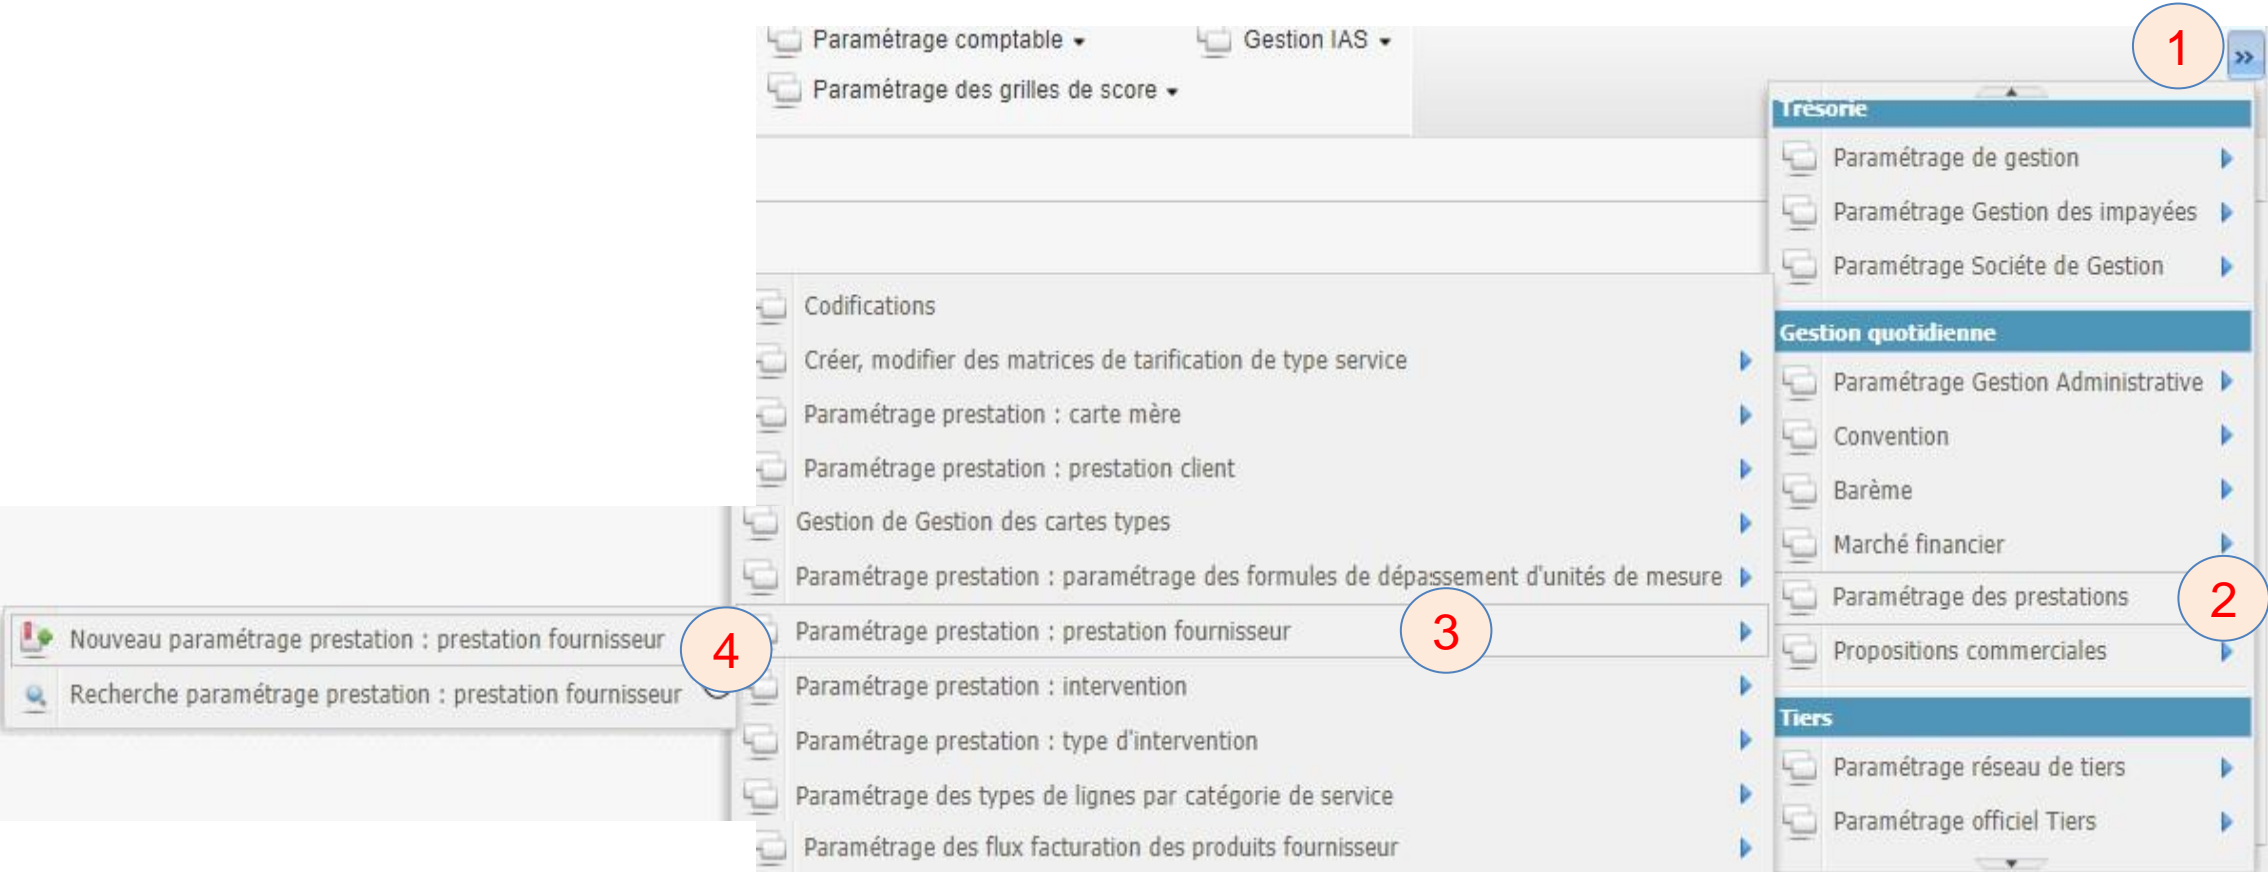 Paramétrage comptable
Gestion IAS
1
»
Paramétrage des grilles de score
Trésorie
Paramétrage de gestion
Paramétrage Gestion des impayées
Paramétrage Sociéte de Gestion
Gestion quotidienne
Paramétrage Gestion Administrative
Convention
Barème
Marché financier
Paramétrage des prestations
2
Propositions commerciales
Tiers
Paramétrage réseau de tiers
Paramétrage officiel Tiers
Codifications
Créer, modifier des matrices de tarification de type service
Paramétrage prestation : carte mère
Paramétrage prestation : prestation client
Gestion de Gestion des cartes types
Paramétrage prestation : paramétrage des formules de dépassement d'unités de mesure
Paramétrage prestation : prestation fournisseur
3
Paramétrage prestation : intervention
Paramétrage prestation : type d'intervention
Paramétrage des types de lignes par catégorie de service
Paramétrage des flux facturation des produits fournisseur
Nouveau paramétrage prestation : prestation fournisseur
4
Recherche paramétrage prestation : prestation fournisseur